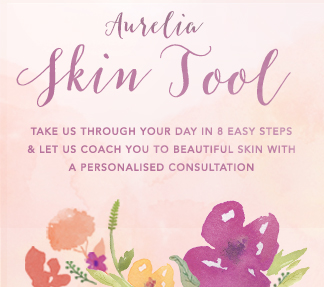 Aurelia
Skin Tool
TAKE US THROUGH YOUR DAY IN 8 EASY STEPS
& LET US COACH YOU TO BEAUTIFUL SKIN WITH
A PERSONALISED CONSULTATION